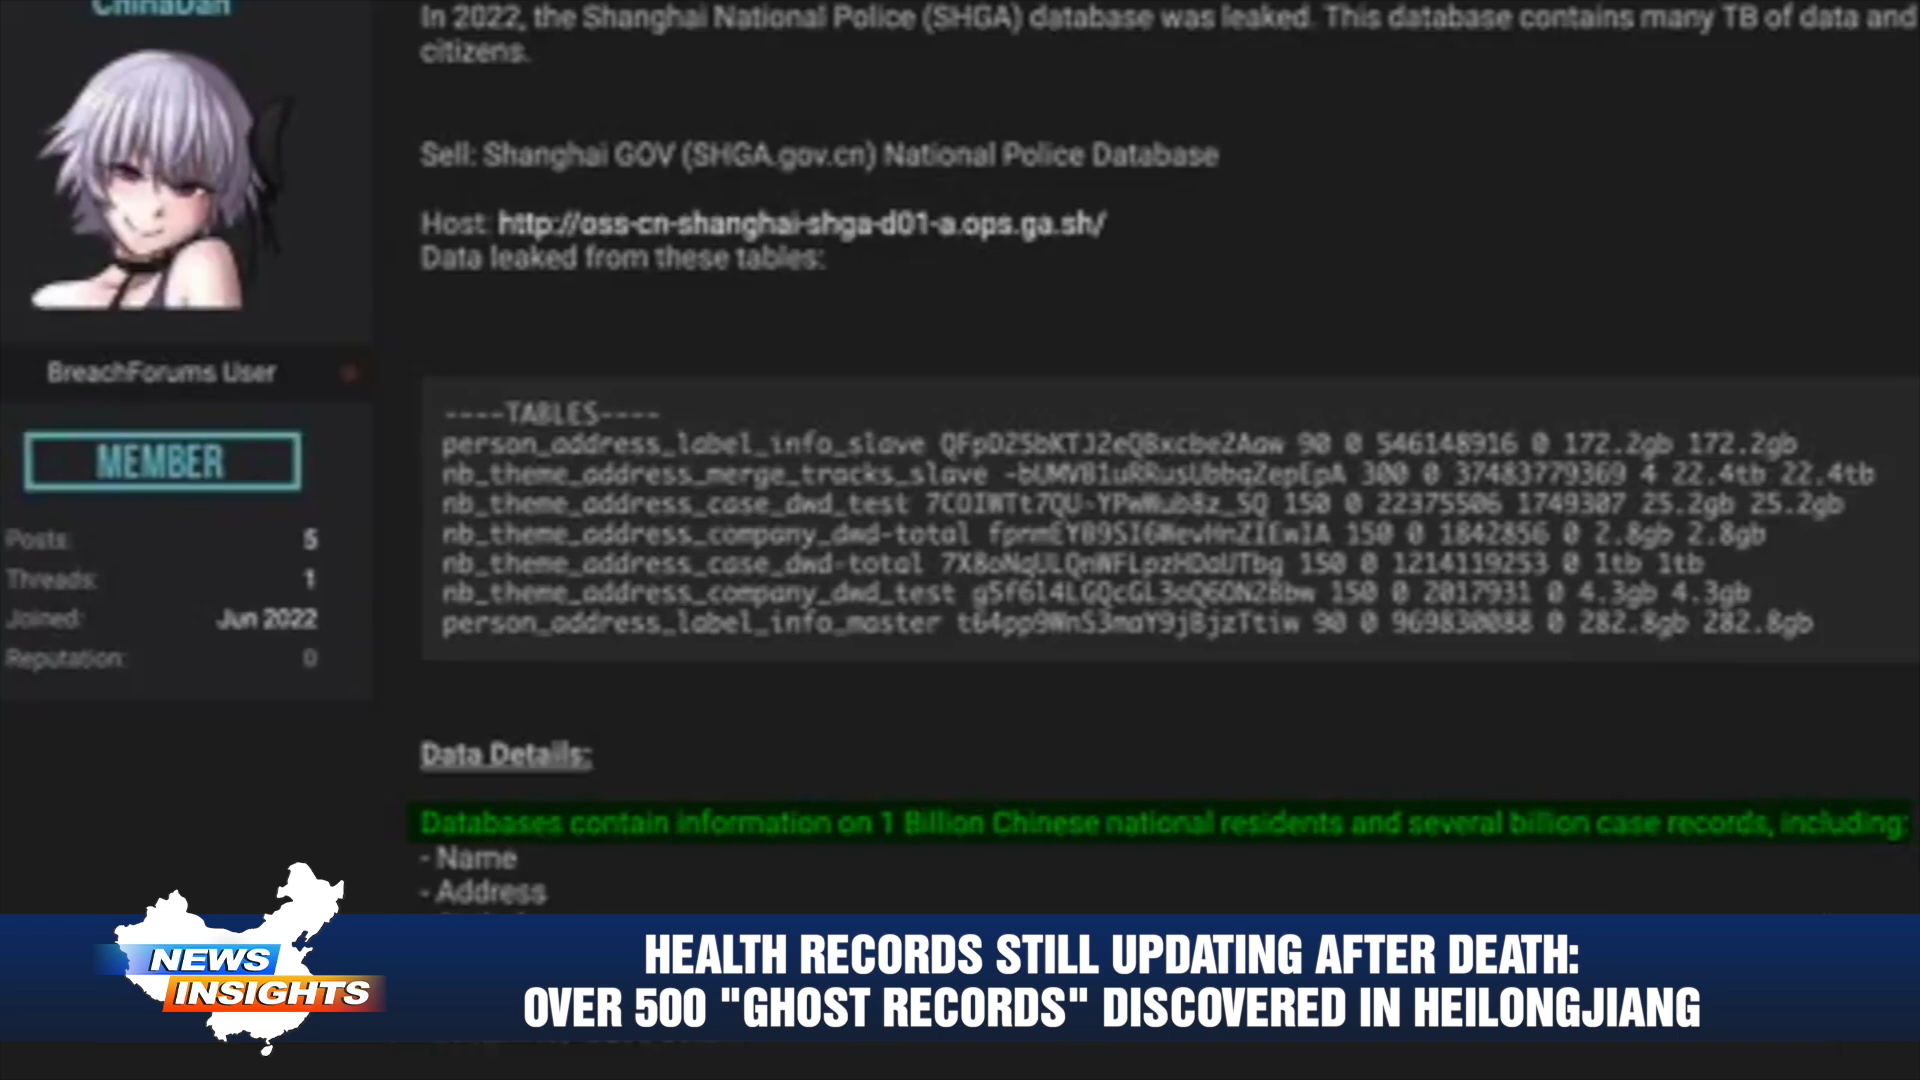 ChinaDan
In 2022, the Shanghai National Police (SHGA) database was leaked. This database contains many TB of data and
citizens.
Sell: Shanghai GOV (SHGA.gov.cn) National Police Database
Host: http://oss-cn-shanghai-shga-d01-a.ops.ga.sh/
Data leaked from these tables:
BreachForums User
MEMBER
Posts: 5
Threads: 1
Joined: Jun 2022
Reputation: 0
----TABLES----
person_address_label_info_slave 90 0 546148916 0 172.2gb 172.2gb
nb_theme_address_merge_tracks_slave 300 0 37483779369 4 22.4tb 22.4tb
nb_theme_address_case_dwd_test 150 0 22375506 1749307 25.2gb 25.2gb
nb_theme_address_company_dwd-total 150 0 1842856 0 2.8gb 2.8gb
nb_theme_address_case_dwd-total 150 0 1214119253 0 1tb 1tb
nb_theme_address_company_dwd_test 150 0 2017931 0 4.3gb 4.3gb
person_address_label_info_master 90 0 969830088 0 282.8gb 282.8gb
Data Details:
Databases contain information on 1 Billion Chinese national residents and several billion case records, including:
- Name
- Address
NEWS
INSIGHTS
HEALTH RECORDS STILL UPDATING AFTER DEATH:
OVER 500 "GHOST RECORDS" DISCOVERED IN HEILONGJIANG